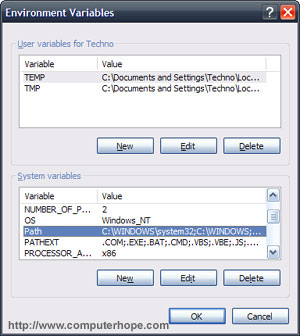 Environment Variables
User variables for Techno
Variable Value
TEMP C:\Documents and Settings\Techno\Loc...
TMP C:\Documents and Settings\Techno\Loc...
New Edit Delete
System variables
Variable Value
NUMBER_OF_P... 2
OS Windows_NT
Path C:\WINDOWS\system32;C:\WINDOWS;...
PATHEXT .COM;.EXE;.BAT;.CMD;.VBS;.VBE;.JS;....
PROCESSOR_A... x86
New Edit Delete
OK Cancel
http://www.computerhope.com